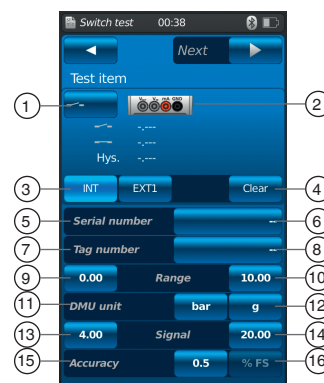 Switch test 00:38
Next
Test item
1
V V mA GND
2
-.---
-.---
Hys. -.---
3 INT EXT1 Clear 4
5 Serial number -- 6
7 Tag number -- 8
9 0.00 Range 10.00 10
11 DMU unit bar g 12
13 4.00 Signal 20.00 14
15 Accuracy 0.5 % FS 16